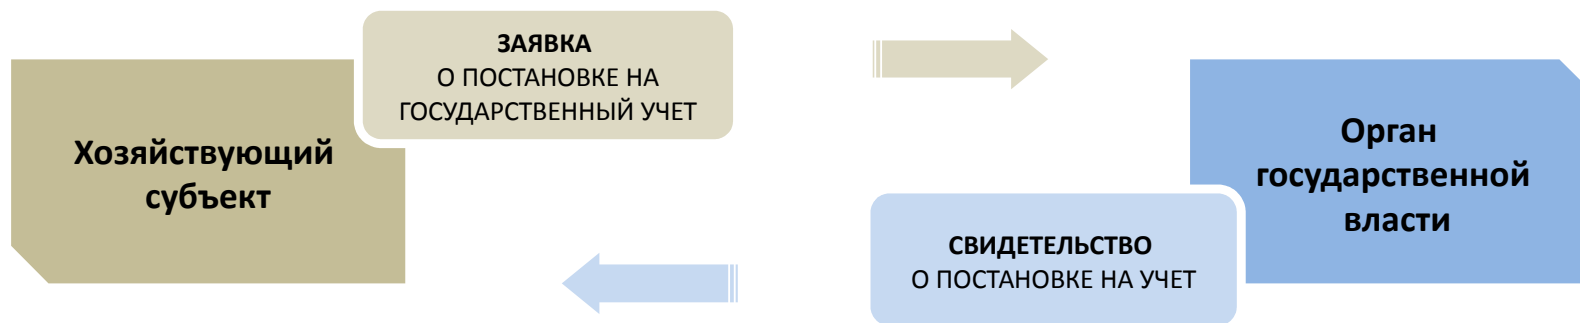 ЗАЯВКА
О ПОСТАНОВКЕ НА
ГОСУДАРСТВЕННЫЙ УЧЕТ
Хозяйствующий
субъект
Орган
государственной
власти
СВИДЕТЕЛЬСТВО
О ПОСТАНОВКЕ НА УЧЕТ